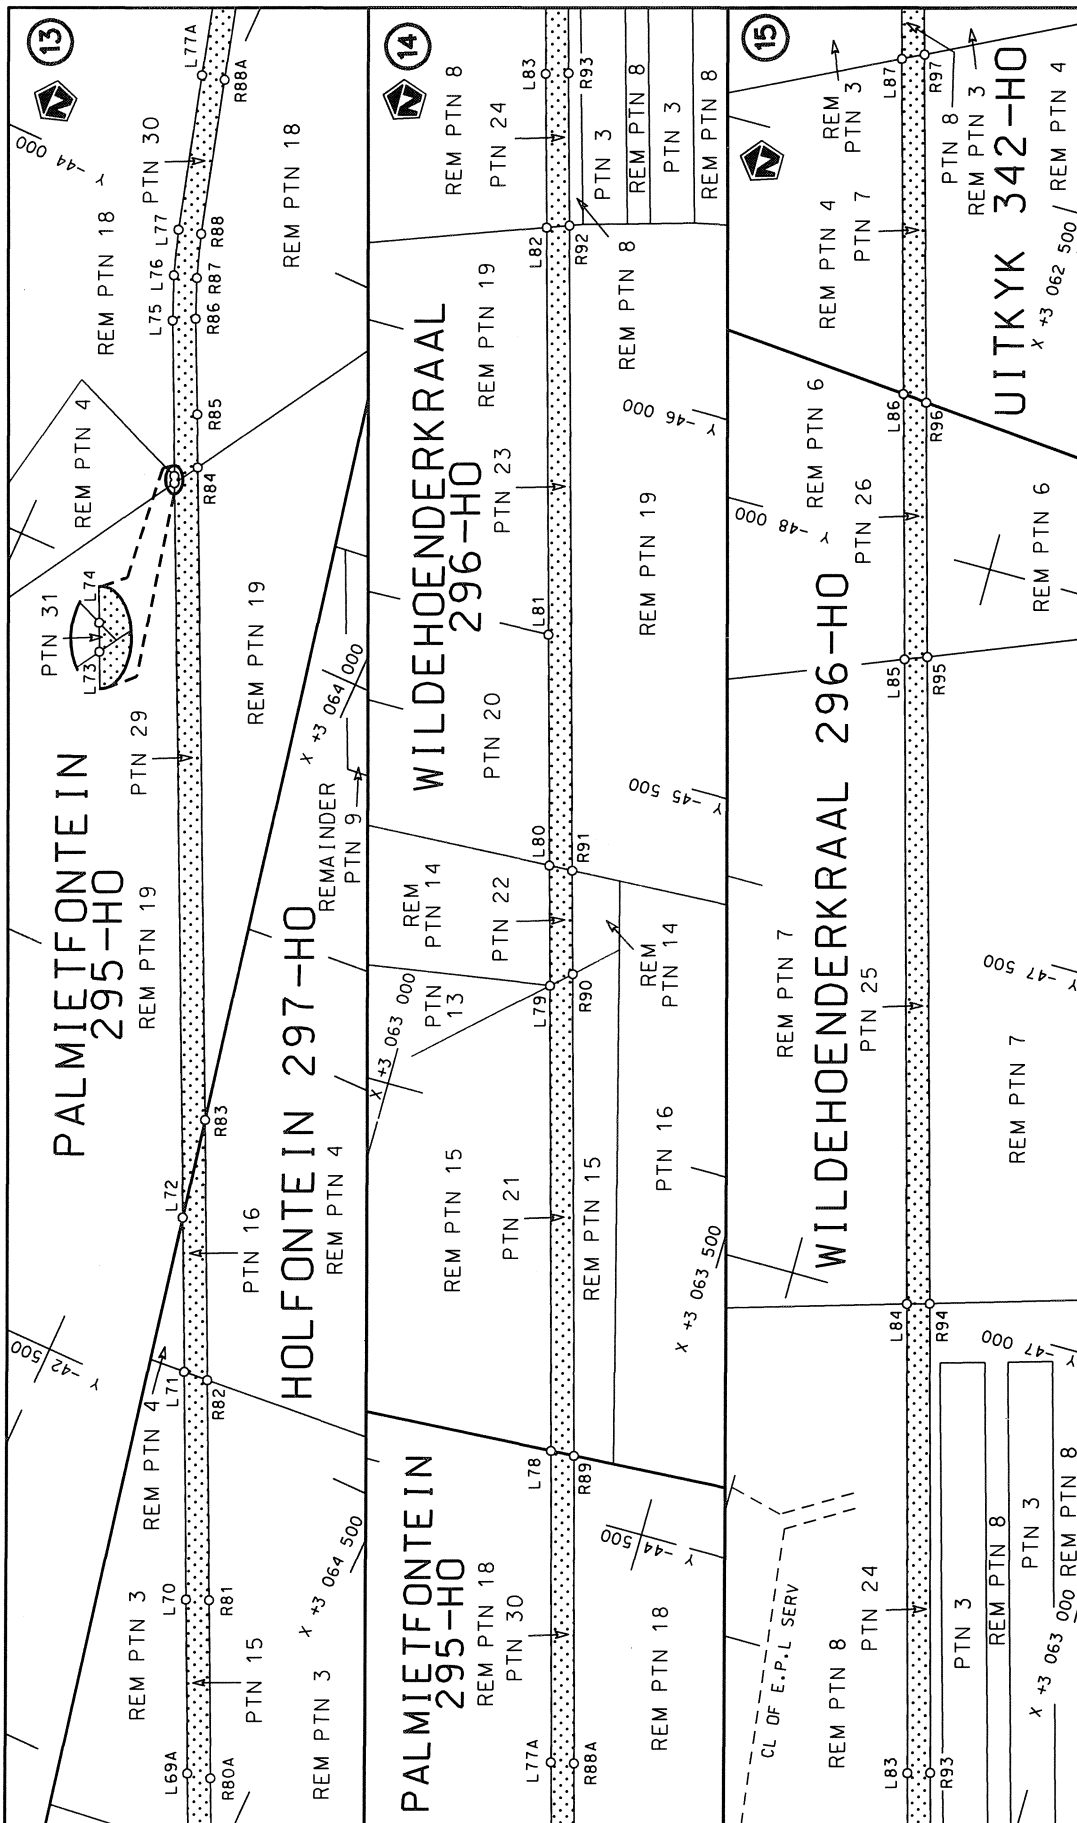 13
N
PALMIETFONTEIN
295-HO
REM PTN 19
PTN 29
PTN 31
L73
L74
REM PTN 4
REM PTN 18
Y -44 000
PTN 30
L69A
L70
L71
L72
L75
L76
L77
L77A
R80A
R81
R82
R83
R84
R85
R86
R87
R88
R88A
REM PTN 3
REM PTN 4
Y -42 500
PTN 15
PTN 16
REM PTN 3
X +3 064 500
HOLFONTEIN 297-HO
REM PTN 4
REMAINDER
PTN 9
X +3 064 000
REM PTN 19
REM PTN 18
14
N
PALMIETFONTEIN
295-HO
REM PTN 18
PTN 30
REM PTN 15
PTN 21
PTN
13
X +3 063 000
REM
PTN 14
PTN 22
WILDEHOENDERKRAAL
296-HO
PTN 20
PTN 23
REM PTN 19
REM PTN 8
PTN 24
L77A
L78
L79
L80
L81
L82
L83
R88A
R89
R90
R91
R92
R93
REM PTN 18
Y -44 500
REM PTN 15
PTN 16
X +3 063 500
REM
PTN 14
Y -45 500
REM PTN 19
Y -46 000
REM PTN 8
PTN 3
REM PTN 8
PTN 3
REM PTN 8
15
N
CL OF E.P.L SERV
REM PTN 8
PTN 24
WILDEHOENDERKRAAL 296-HO
REM PTN 7
PTN 25
Y -48 000
REM PTN 6
PTN 26
REM PTN 4
PTN 7
REM
PTN 3
L83
L84
L85
L86
L87
R93
R94
R95
R96
R97
PTN 3
REM PTN 8
PTN 3
REM PTN 8
X +3 063 000
Y -47 000
REM PTN 7
Y -47 500
REM PTN 6
UITKYK 342-HO
X +3 062 500
PTN 8
REM PTN 3
REM PTN 4